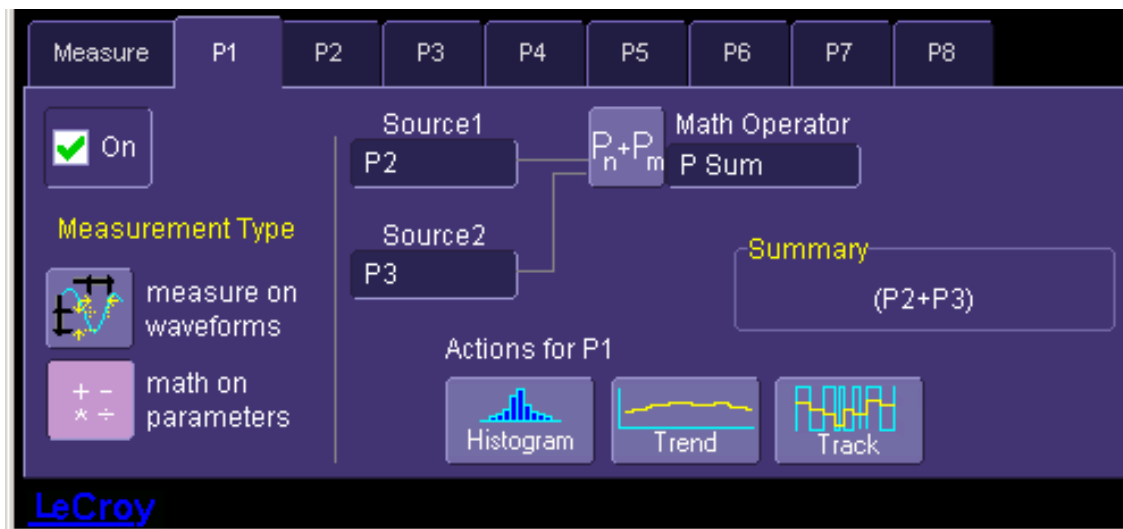 Measure P1 P2 P3 P4 P5 P6 P7 P8
On
Source1
P2
Pn+Pm
Math Operator
P Sum
Measurement Type
Source2
P3
Summary
(P2+P3)
measure on
waveforms
Actions for P1
+ -
* ÷
math on
parameters
Histogram
Trend
Track
LeCroy